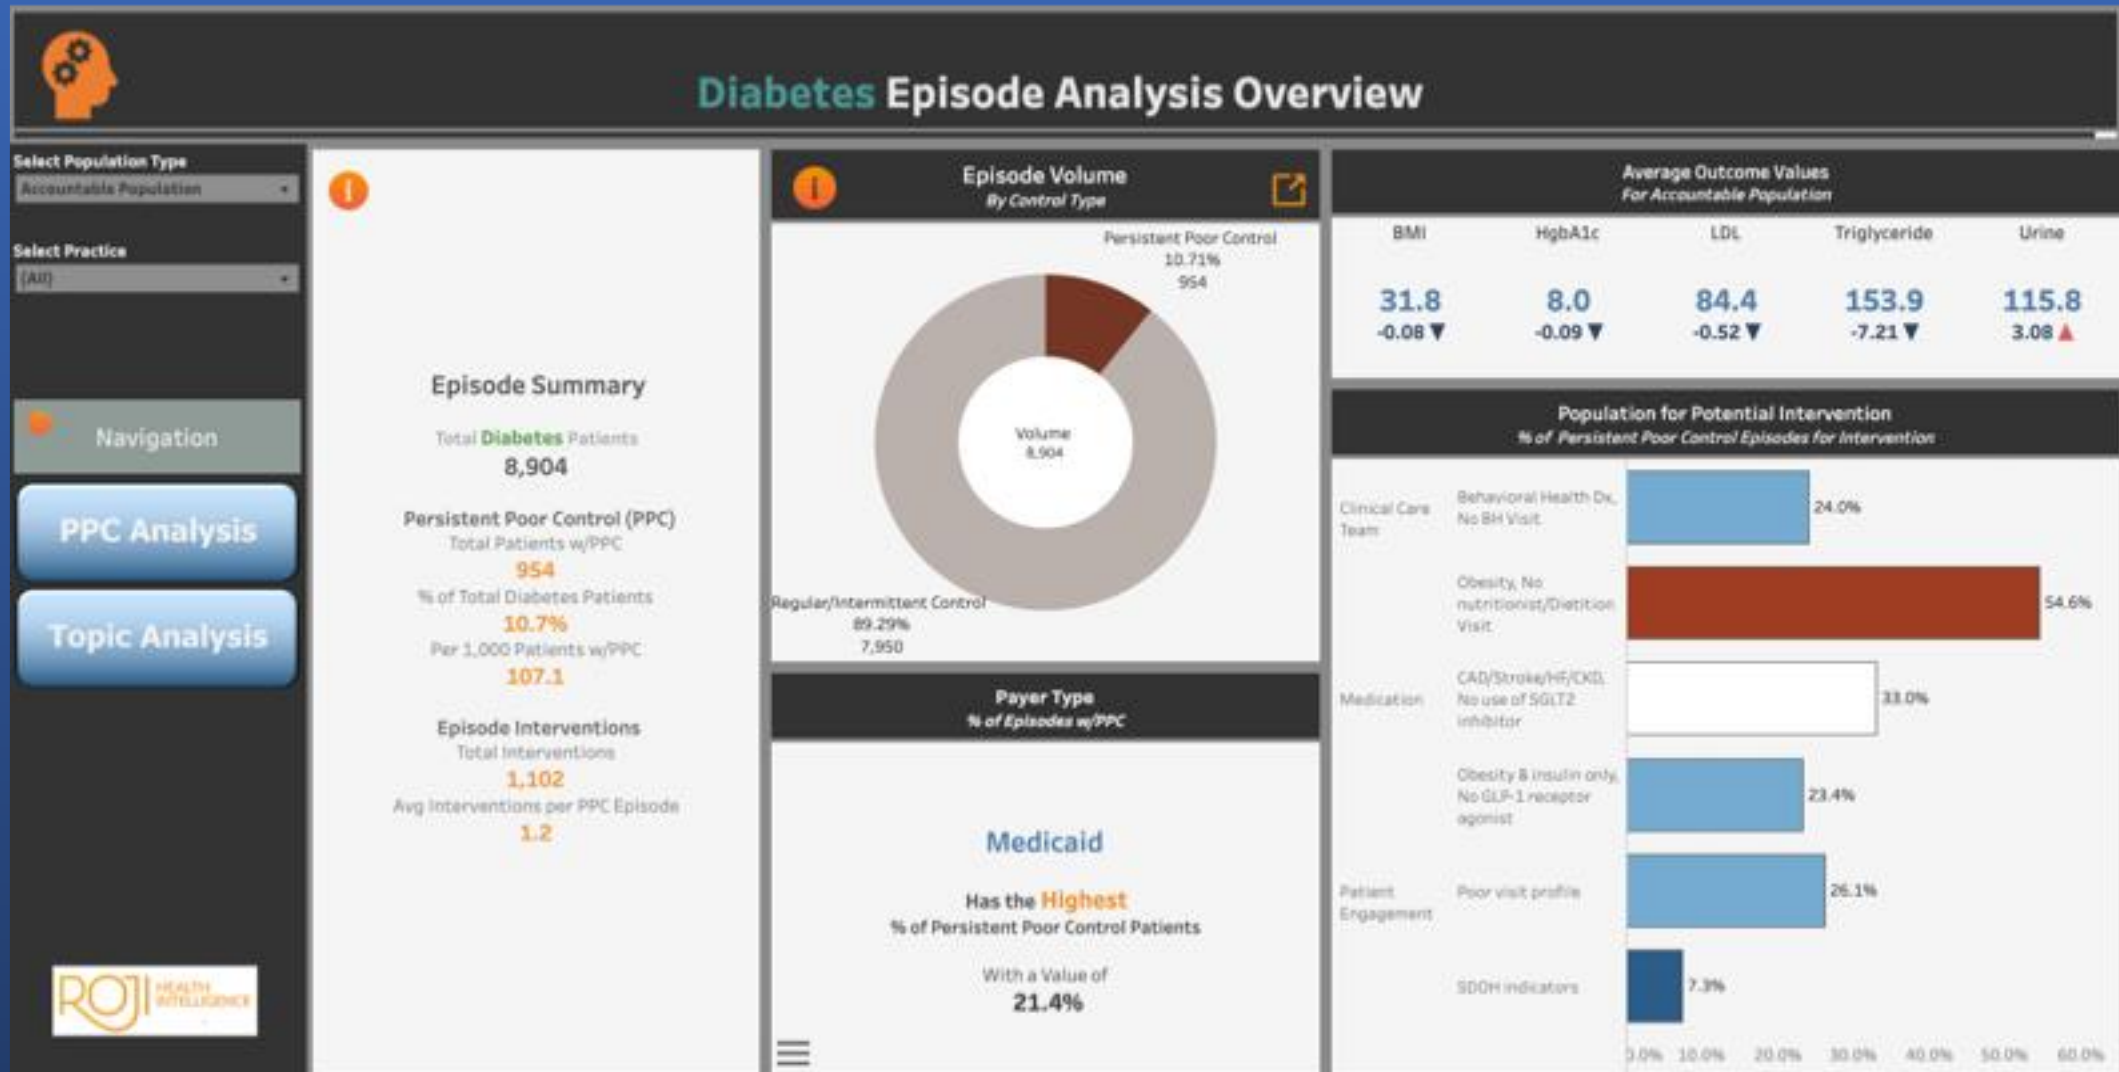 Diabetes Episode Analysis Overview
Select Population Type
Accountable Population
Select Practice
(All)
Navigation
PPC Analysis
Topic Analysis
ROJI HEALTH
INTELLIGENCE
Episode Summary
Total Diabetes Patients
8,904
Persistent Poor Control (PPC)
Total Patients w/PPC
954
% of Total Diabetes Patients
10.7%
Per 1,000 Patients w/PPC
107.1
Episode Interventions
Total Interventions
1,102
Avg Interventions per PPC Episode
1.2
Episode Volume
By Control Type
Persistent Poor Control
10.71%
954
Volume
8,904
Regular/Intermittent Control
89.29%
7,950
Payer Type
% of Episodes w/PPC
Medicaid
Has the Highest
% of Persistent Poor Control Patients
With a Value of
21.4%
Average Outcome Values
For Accountable Population
BMI HgbA1c LDL Triglyceride Urine
31.8 8.0 84.4 153.9 115.8
-0.08 ▼ -0.09 ▼ -0.52 ▼ -7.21 ▼ 3.08 ▲
Population for Potential Intervention
% of Persistent Poor Control Episodes for Intervention
Clinical Care
Team
Behavioral Health Dx,
No BH Visit
24.0%
Obesity, No
nutritionist/Dietition
Visit
54.6%
Medication
CAD/Stroke/HF/CKD,
No use of SGLT2
inhibitor
33.0%
Obesity & insulin only,
No GLP-1 receptor
agonist
23.4%
Patient
Engagement
Poor visit profile
26.1%
SDOH indicators
7.3%
0.0% 10.0% 20.0% 30.0% 40.0% 50.0% 60.0%